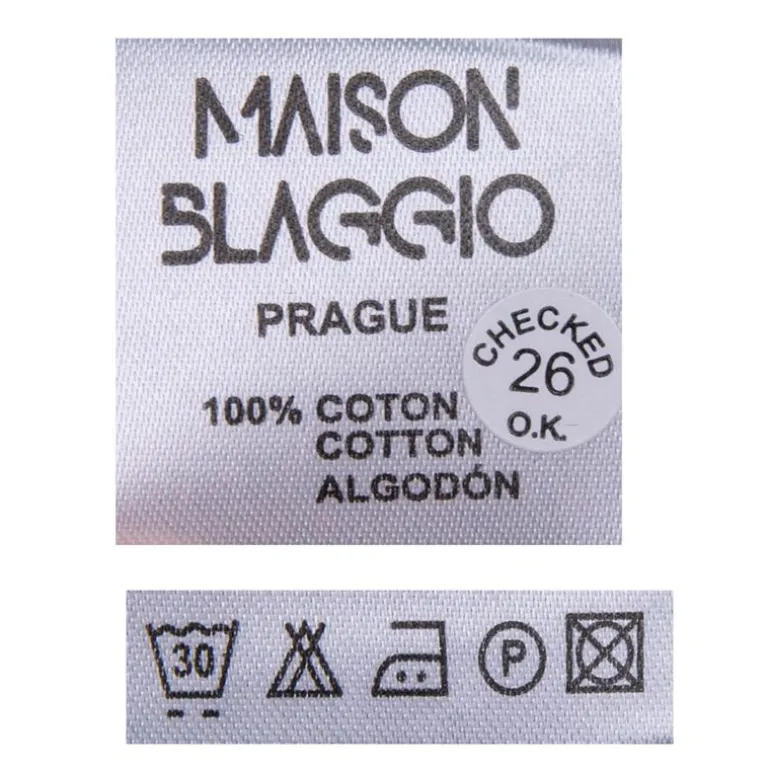 MAISON
BLAGGIO
PRAGUE
CHECKED
26
O.K.
100% COTON
COTTON
ALGODÓN
30
P